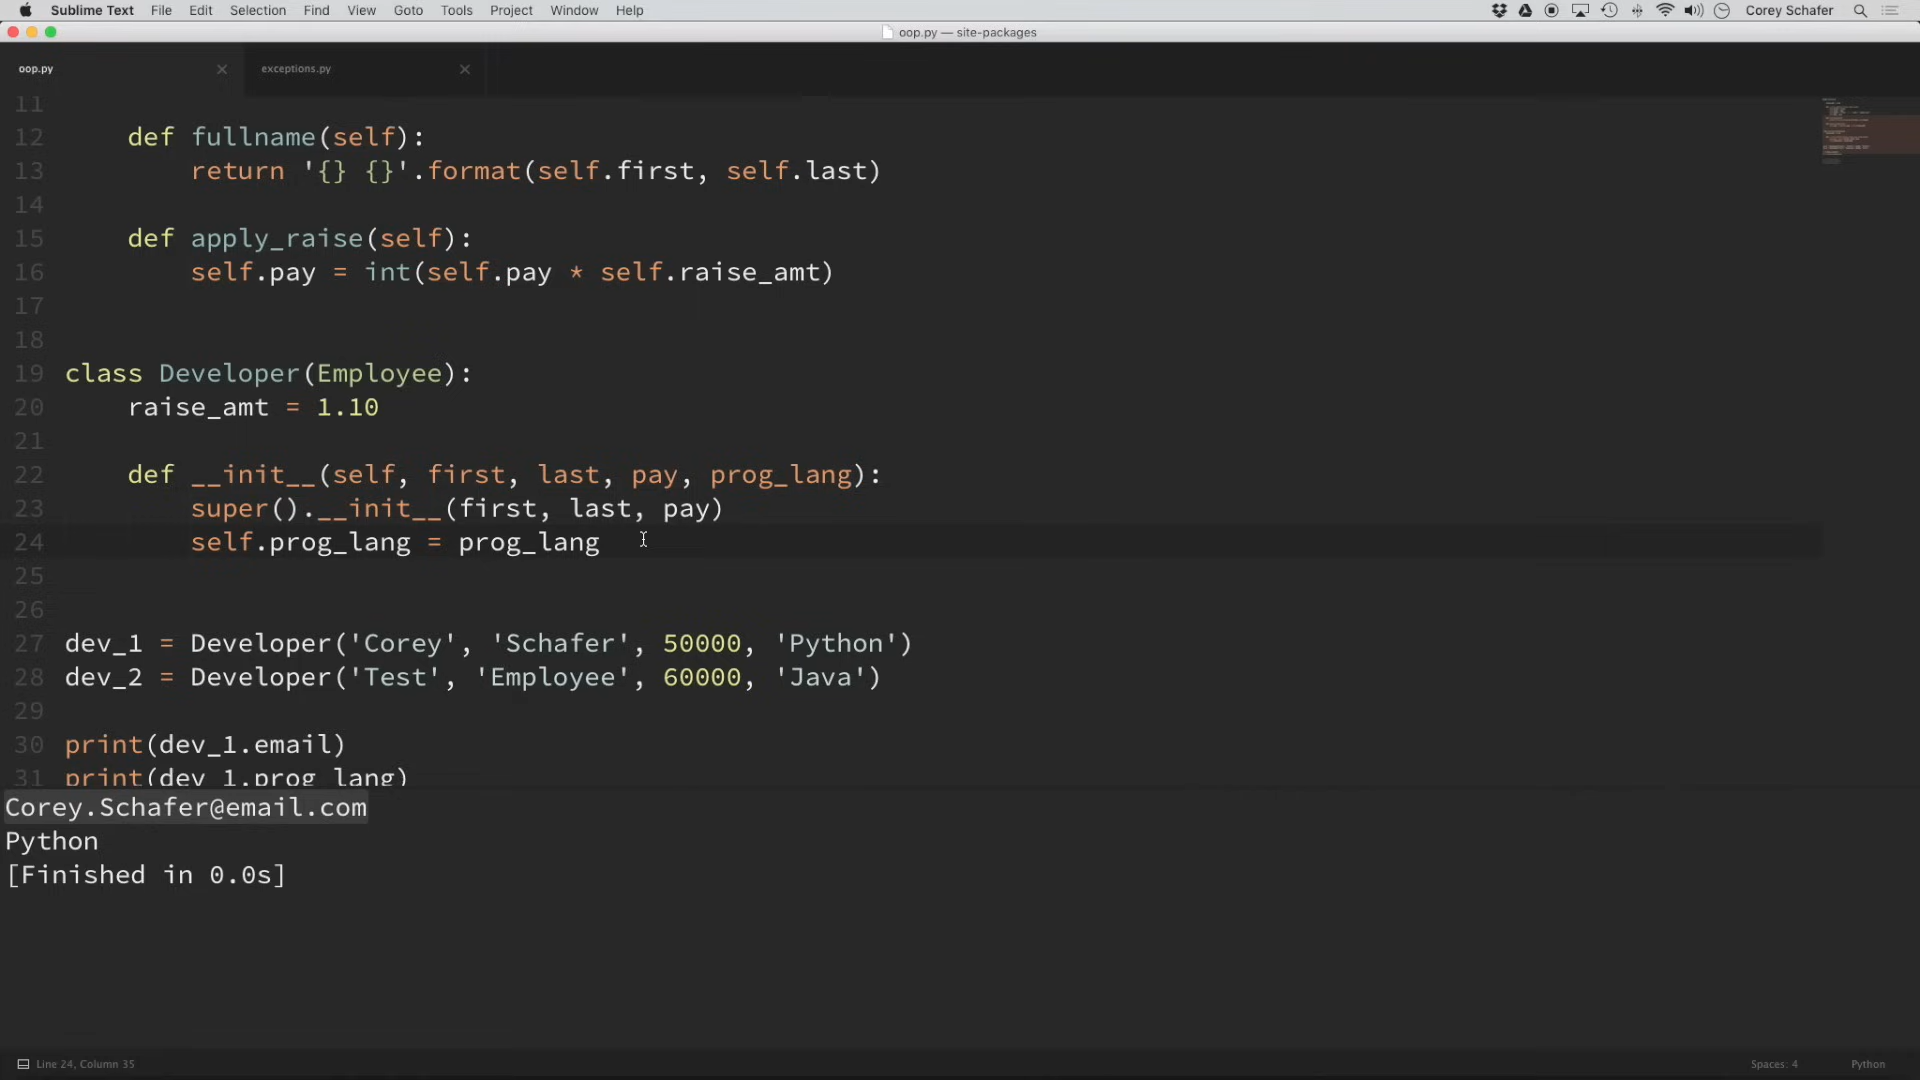 Sublime Text File Edit Selection Find View Goto Tools Project Window Help Corey Schafer
oop.py — site-packages
oop.py exceptions.py
11
12 def fullname(self):
13 return '{} {}'.format(self.first, self.last)
14
15 def apply_raise(self):
16 self.pay = int(self.pay * self.raise_amt)
17
18
19 class Developer(Employee):
20 raise_amt = 1.10
21
22 def __init__(self, first, last, pay, prog_lang):
23 super().__init__(first, last, pay)
24 self.prog_lang = prog_lang
25
26
27 dev_1 = Developer('Corey', 'Schafer', 50000, 'Python')
28 dev_2 = Developer('Test', 'Employee', 60000, 'Java')
29
30 print(dev_1.email)
31 print(dev_1.prog_lang)
Corey.Schafer@email.com
Python
[Finished in 0.0s]
Line 24, Column 35 Spaces: 4 Python